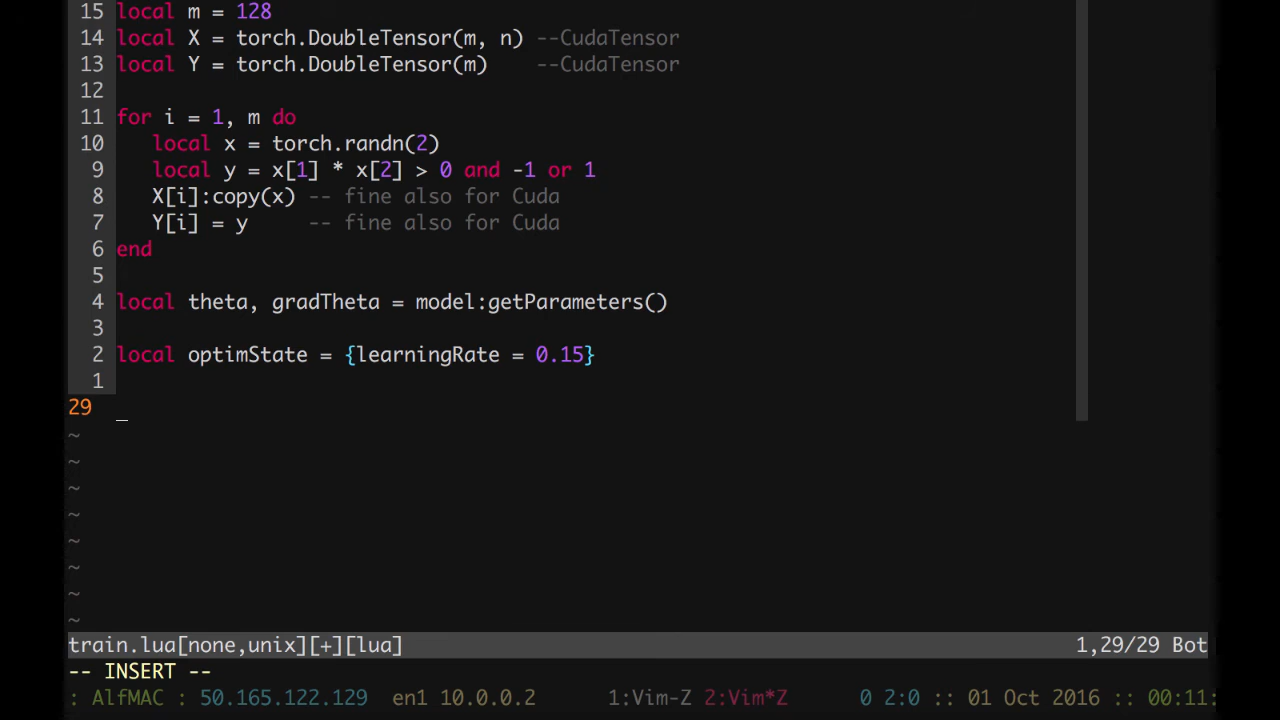 15 local m = 128
14 local X = torch.DoubleTensor(m, n) --CudaTensor
13 local Y = torch.DoubleTensor(m)    --CudaTensor
12
11 for i = 1, m do
10    local x = torch.randn(2)
9    local y = x[1] * x[2] > 0 and -1 or 1
8    X[i]:copy(x) -- fine also for Cuda
7    Y[i] = y     -- fine also for Cuda
6 end
5
4 local theta, gradTheta = model:getParameters()
3
2 local optimState = {learningRate = 0.15}
1
29 _
~
~
~
~
~
~
~
~
train.lua[none,unix][+][lua] 1,29/29 Bot
-- INSERT --
: AlfMAC : 50.165.122.129 en1 10.0.0.2 1:Vim-Z 2:Vim*Z 0 2:0 :: 01 Oct 2016 :: 00:11: